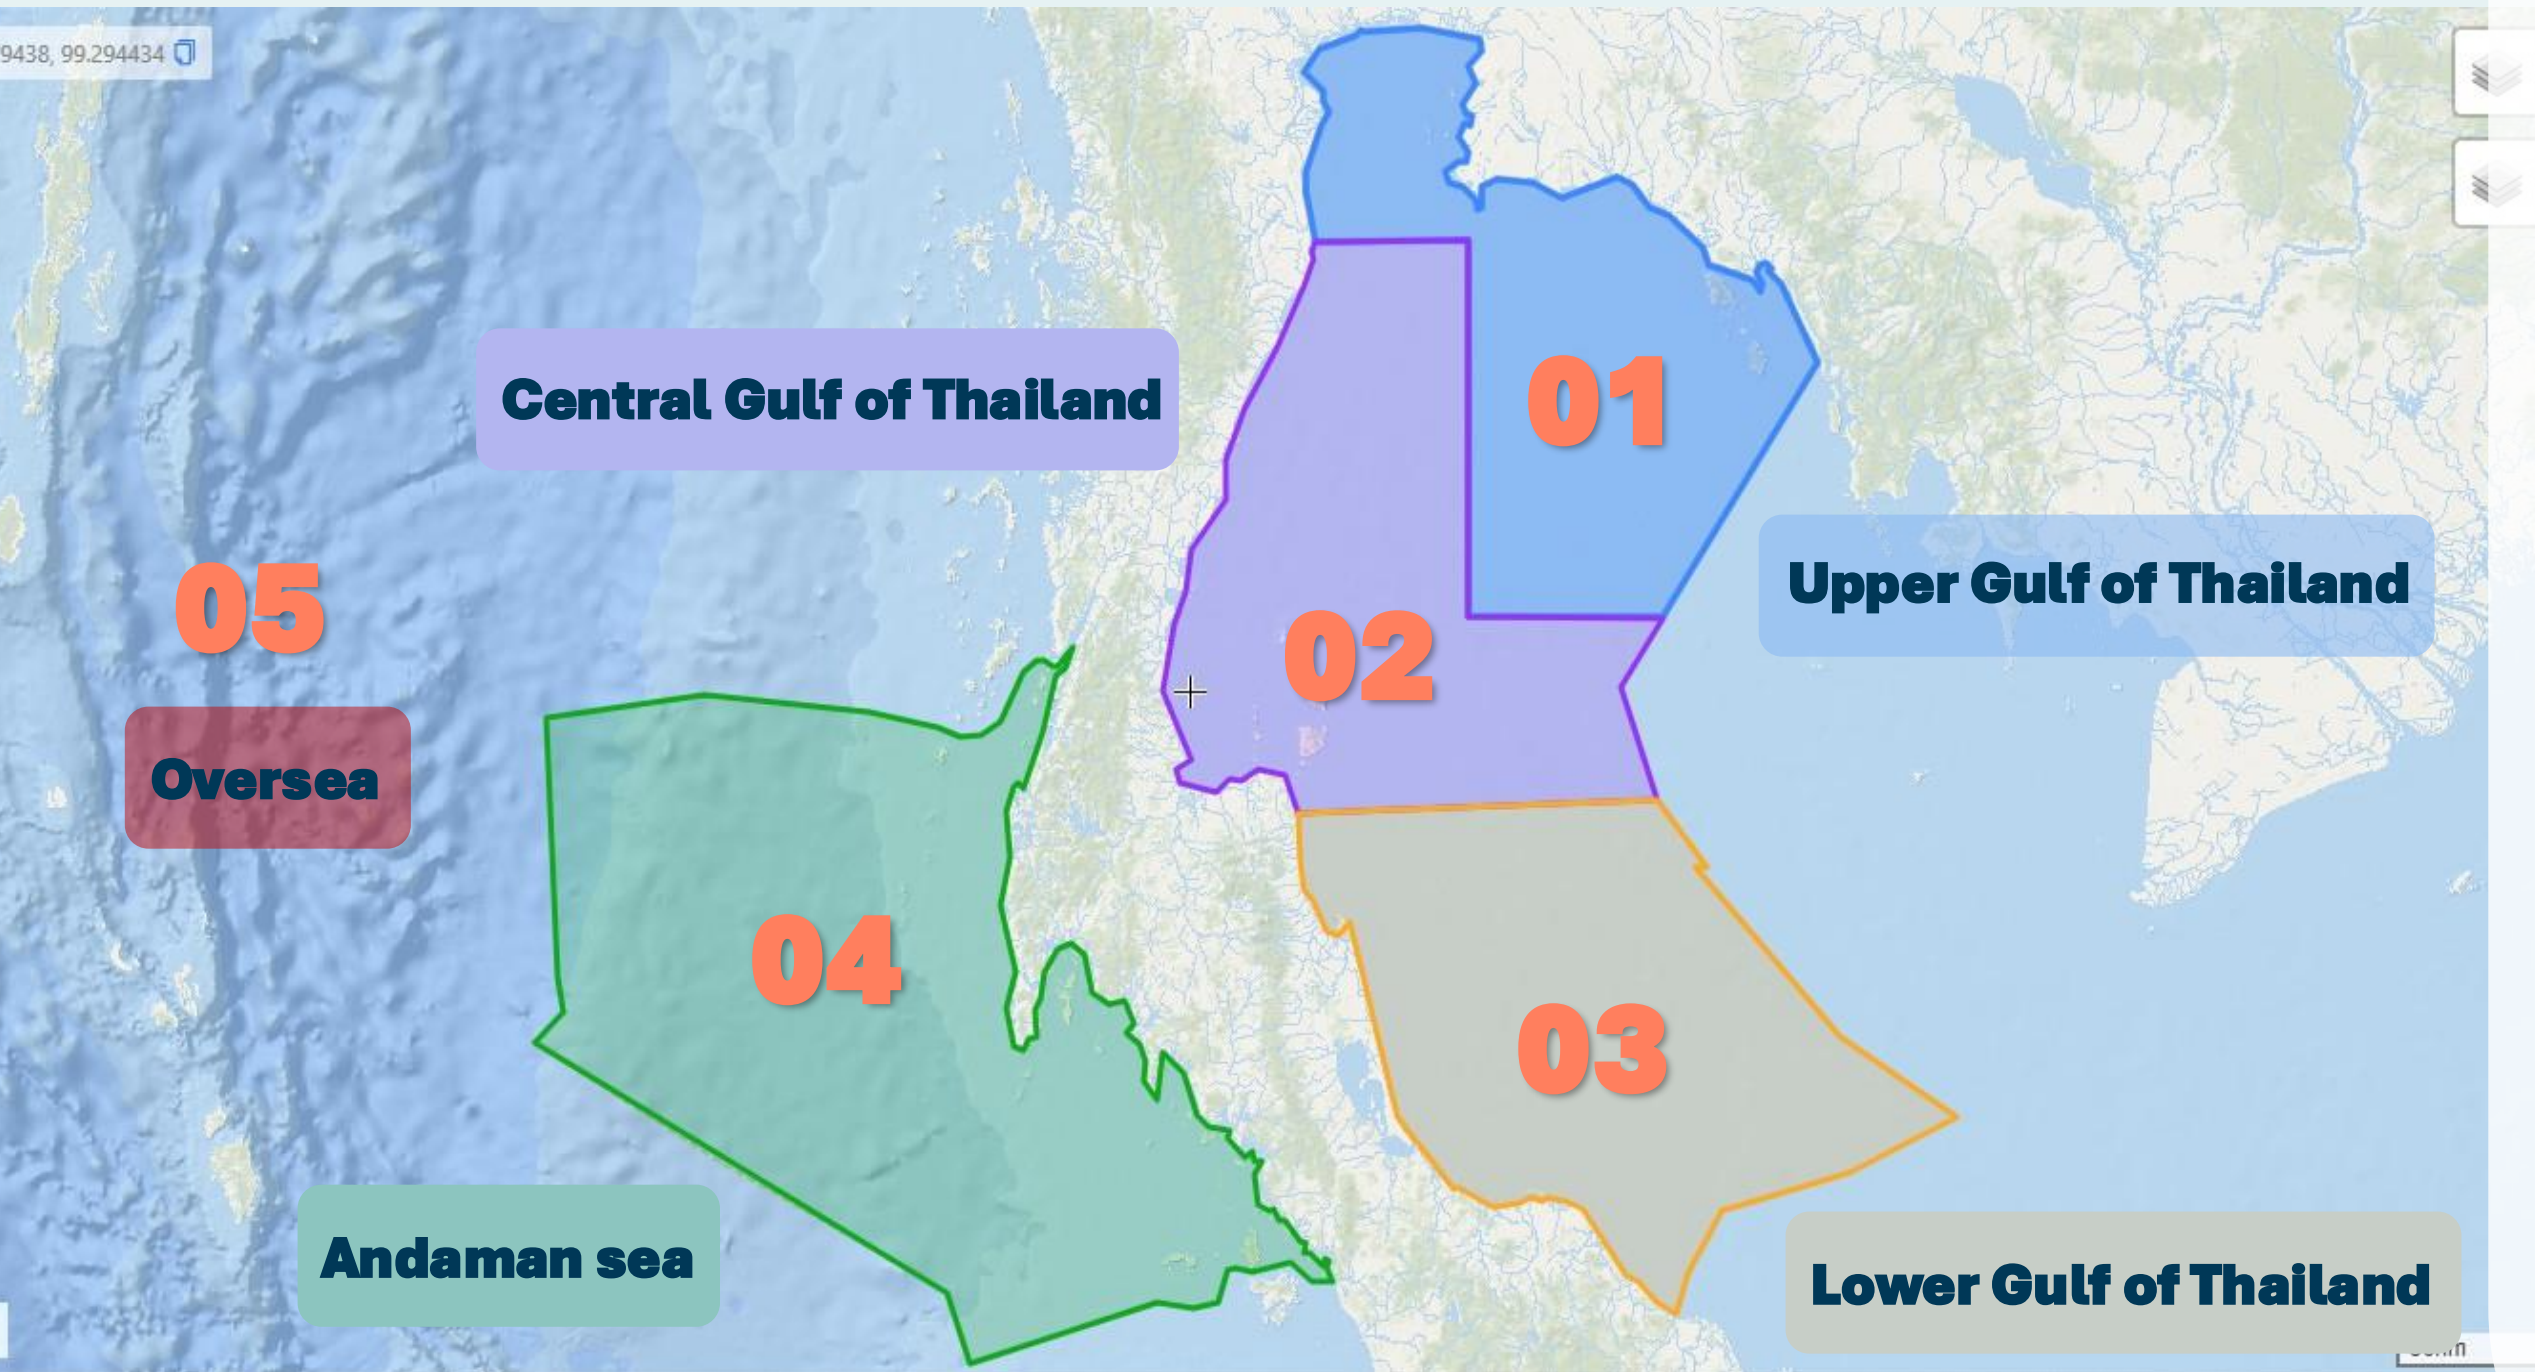 9438, 99.294434
01
Central Gulf of Thailand
Upper Gulf of Thailand
05
02
Oversea
04
03
Andaman sea
Lower Gulf of Thailand